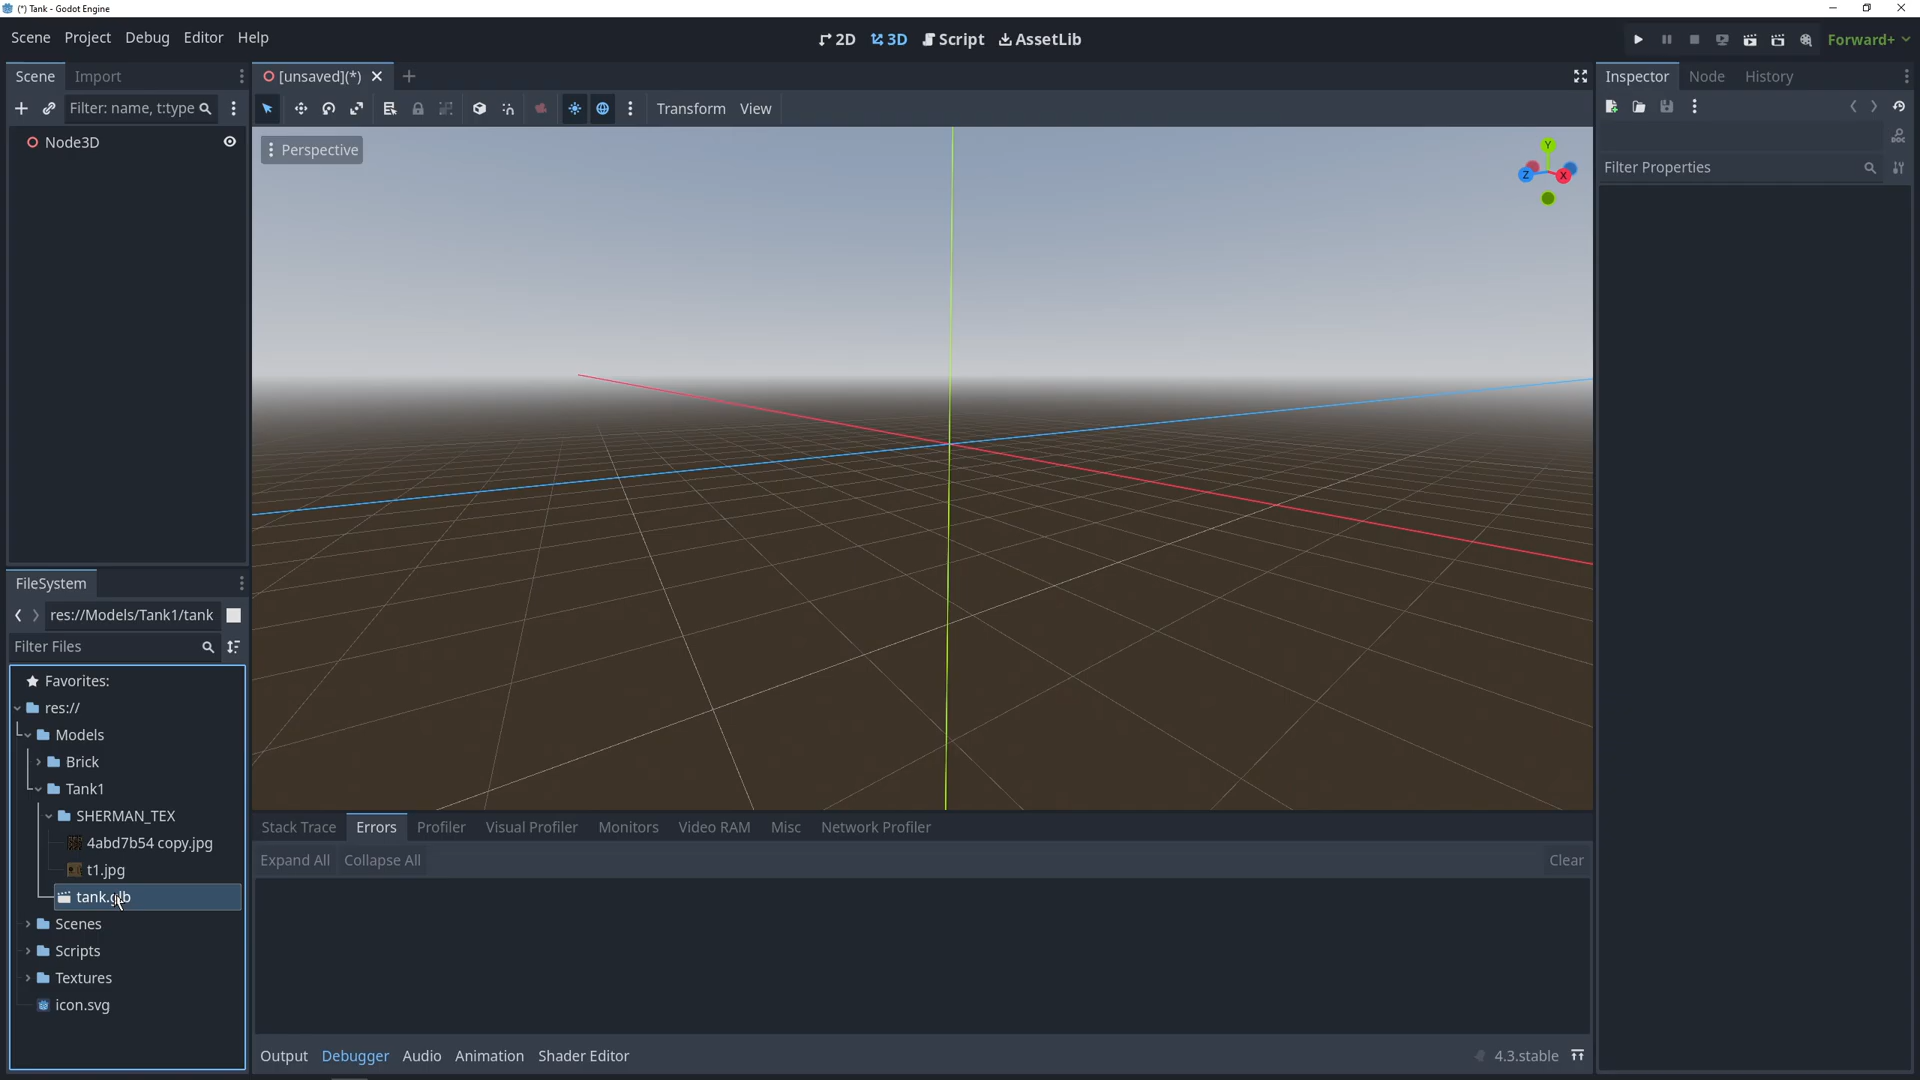 (*) Tank - Godot Engine
Scene Project Debug Editor Help
2D 3D Script AssetLib
Forward+
Scene Import
[unsaved](*)
Inspector Node History
Filter: name, t:type
Transform View
Node3D
Perspective
Y
Z
X
DOC
Filter Properties
FileSystem
res://Models/Tank1/tank
Filter Files
Favorites:
res://
Models
Brick
Tank1
SHERMAN_TEX
4abd7b54 copy.jpg
t1.jpg
tank.glb
Scenes
Scripts
Textures
icon.svg
Stack Trace Errors Profiler Visual Profiler Monitors Video RAM Misc Network Profiler
Expand All Collapse All Clear
Output Debugger Audio Animation Shader Editor
4.3.stable